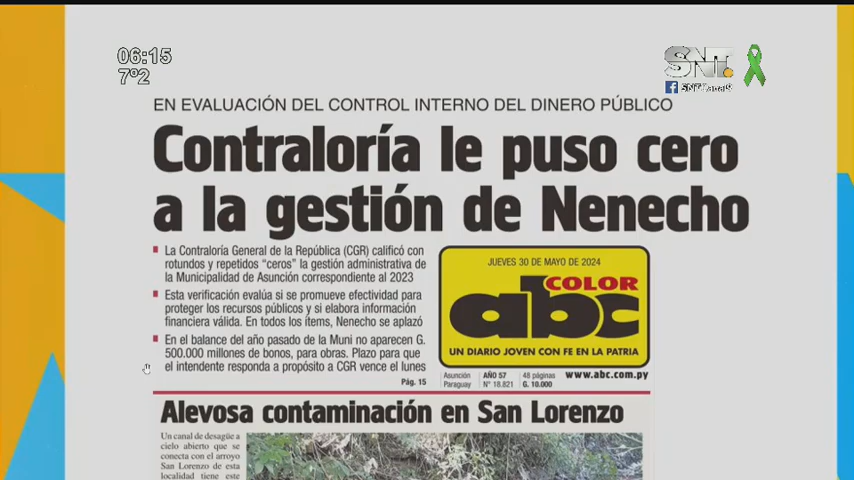 06:15
7º2
SNT.
EN EVALUACIÓN DEL CONTROL INTERNO DEL DINERO PÚBLICO
Contraloría le puso cero
a la gestión de Nenecho
La Contraloría General de la República (CGR) calificó con
rotundos y repetidos “ceros” la gestión administrativa de
la Municipalidad de Asunción correspondiente al 2023
Esta verificación evalúa si se promueve efectividad para
proteger los recursos públicos y si elabora información
financiera válida. En todos los ítems, Nenecho se aplazó
En el balance del año pasado de la Muni no aparecen G.
500.000 millones de bonos, para obras. Plazo para que
el intendente responda a propósito a CGR vence el lunes
Pág. 15
JUEVES 30 DE MAYO DE 2024
abc
COLOR
UN DIARIO JOVEN CON FE EN LA PATRIA
Asunción AÑO 57 48 páginas www.abc.com.py
Paraguay N° 18.821 G. 10.000
Alevosa contaminación en San Lorenzo
Un canal de desagüe a
cielo abierto que se
conecta con el arroyo
San Lorenzo de esta
localidad tiene este